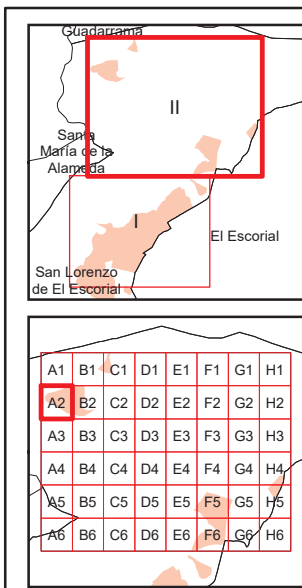 Guadarrama
II
Santa
María de la
Alameda
I
El Escorial
San Lorenzo
de El Escorial
A1 B1 C1 D1 E1 F1 G1 H1
A2 B2 C2 D2 E2 F2 G2 H2
A3 B3 C3 D3 E3 F3 G3 H3
A4 B4 C4 D4 E4 F4 G4 H4
A5 B5 C5 D5 E5 F5 G5 H5
A6 B6 C6 D6 E6 F6 G6 H6